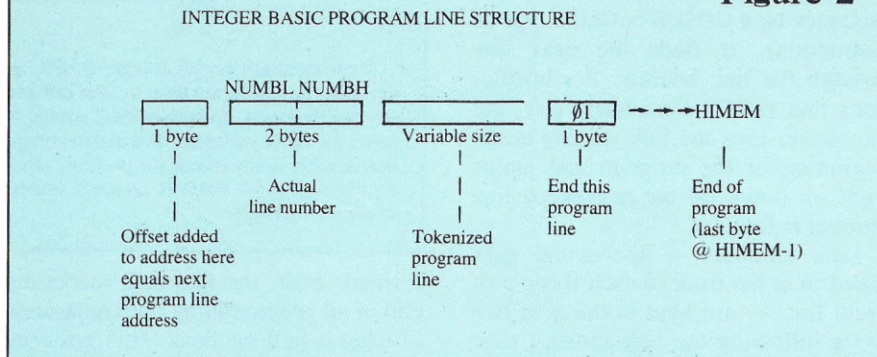 Figure 2
INTEGER BASIC PROGRAM LINE STRUCTURE
NUMBL NUMBH
Ø1
HIMEM
1 byte
2 bytes
Variable size
1 byte
Actual
line number
End this
program
line
End of
program
(last byte
@ HIMEM-1)
Offset added
to address here
equals next
program line
address
Tokenized
program
line